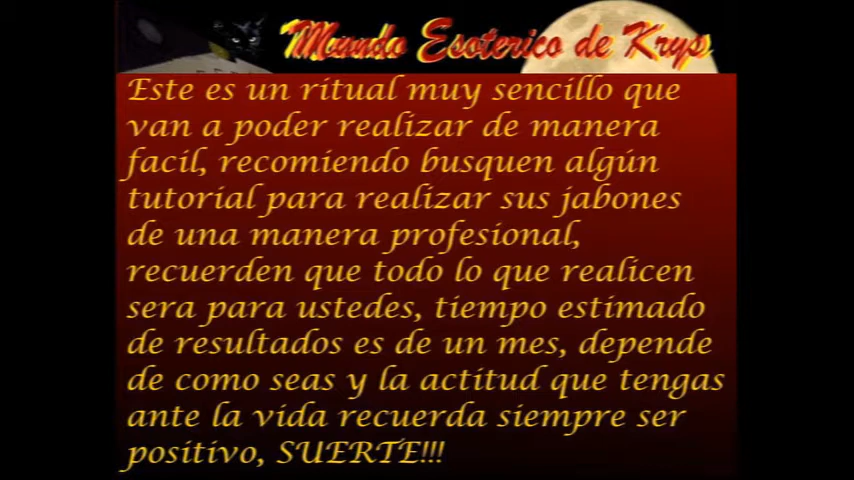 Mundo Esoterico de Krys
Este es un ritual muy sencillo que
van a poder realizar de manera
facil, recomiendo busquen algún
tutorial para realizar sus jabones
de una manera profesional,
recuerden que todo lo que realicen
sera para ustedes, tiempo estimado
de resultados es de un mes, depende
de como seas y la actitud que tengas
ante la vida recuerda siempre ser
positivo, SUERTE!!!